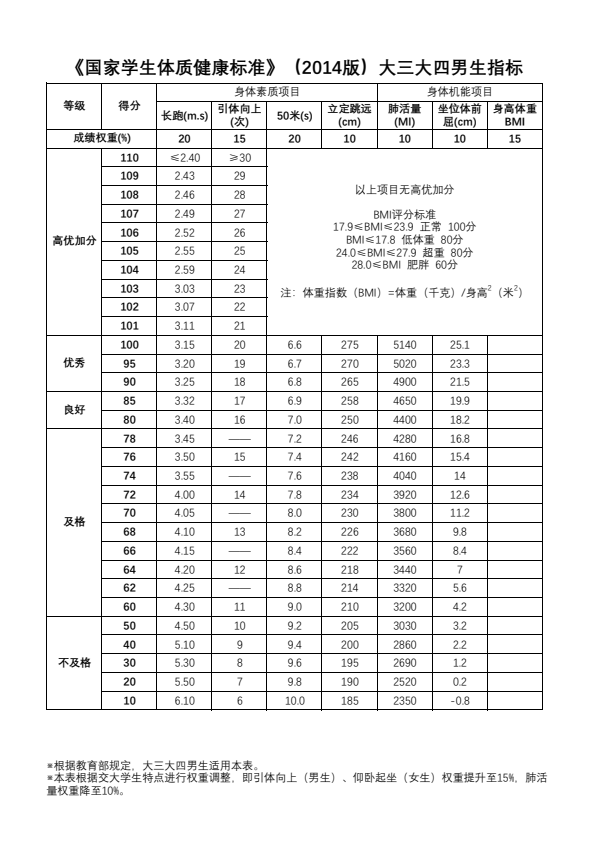 《国家学生体质健康标准》（2014版）大三大四男生指标
等级 得分 身体素质项目 身体机能项目
长跑(m.s) 引体向上(次) 50米(s) 立定跳远(cm) 肺活量(Ml) 坐位体前屈(cm) 身高体重BMI
成绩权重(%) 20 15 20 10 10 10 15
高优加分
110 ≤2.40 ≥30
109 2.43 29
108 2.46 28
107 2.49 27
106 2.52 26
105 2.55 25
104 2.59 24
103 3.03 23
102 3.07 22
101 3.11 21
以上项目无高优加分
BMI评分标准
17.9≤BMI≤23.9 正常 100分
BMI≤17.8 低体重 80分
24.0≤BMI≤27.9 超重 80分
28.0≤BMI 肥胖 60分
注：体重指数（BMI）=体重（千克）/身高²（米²）
优秀
100 3.15 20 6.6 275 5140 25.1
95 3.20 19 6.7 270 5020 23.3
90 3.25 18 6.8 265 4900 21.5
良好
85 3.32 17 6.9 258 4650 19.9
80 3.40 16 7.0 250 4400 18.2
及格
78 3.45 —— 7.2 246 4280 16.8
76 3.50 15 7.4 242 4160 15.4
74 3.55 —— 7.6 238 4040 14
72 4.00 14 7.8 234 3920 12.6
70 4.05 —— 8.0 230 3800 11.2
68 4.10 13 8.2 226 3680 9.8
66 4.15 —— 8.4 222 3560 8.4
64 4.20 12 8.6 218 3440 7
62 4.25 —— 8.8 214 3320 5.6
60 4.30 11 9.0 210 3200 4.2
不及格
50 4.50 10 9.2 205 3030 3.2
40 5.10 9 9.4 200 2860 2.2
30 5.30 8 9.6 195 2690 1.2
20 5.50 7 9.8 190 2520 0.2
10 6.10 6 10.0 185 2350 -0.8
※根据教育部规定，大三大四男生适用本表。
※本表根据交大学生特点进行权重调整，即引体向上（男生）、仰卧起坐（女生）权重提升至15%，肺活
量权重降至10%。